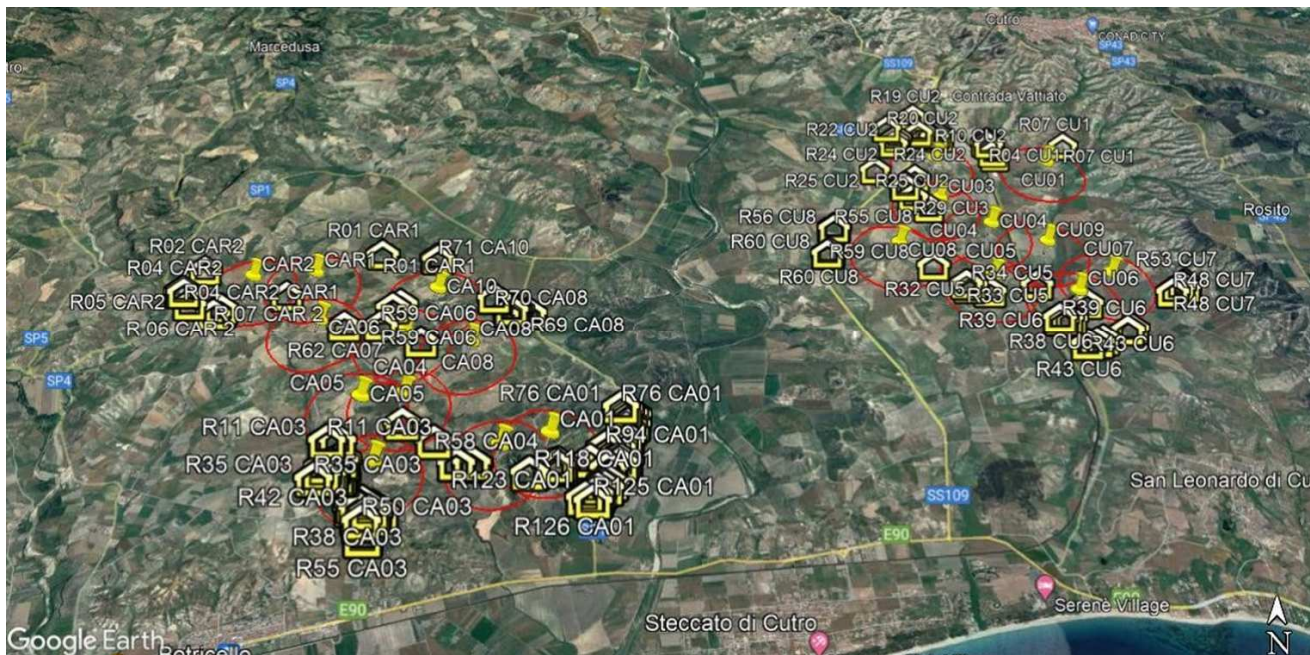 Cutro
CONAD CITY
SP43
SP43
Marcedusa
SP4
SS109
R19 CU2
Contrada Vattiato
R22 CU2
R20 CU2
R10 CU2
R07 CU1
R24 CU2
R24 CU2
R04 CU1
R07 CU1
R25 CU2
R25 CU2
CU03
CU01
SP1
R29 CU3
R56 CU8
R55 CU8
CU04
CU04
CU09
Rosito
R01 CAR1
R71 CA10
R60 CU8
R59 CU8
CU08
CU05
CU07
R53 CU7
R02 CAR2
CAR2
CAR1
R01 CAR1
R60 CU8
R34 CU5
CU06
R48 CU7
R04 CAR2
R05 CAR2
R04 CAR2
CAR1
CA10
R32 CU5
R33 CU5
R39 CU6
R48 CU7
R06 CAR 2
R07 CAR 2
R59 CA06
R70 CA08
R69 CA08
R39 CU6
CA06
R59 CA06
CA08
R38 CU6
R43 CU6
SP5
R62 CA07
CA08
R43 CU6
CA04
SP4
CA05
CA05
R76 CA01
R76 CA01
CA01
R11 CA03
R11 CA03
R58 CA04
R94 CA01
R35 CA03
R35 CA03
R118 CA01
R123 CA01
R125 CA01
San Leonardo di Cu
R42 CA03
R50 CA03
SS109
R38 CA03
R126 CA01
E90
R55 CA03
E90
Serenè Village
Steccato di Cutro
Google Earth
N